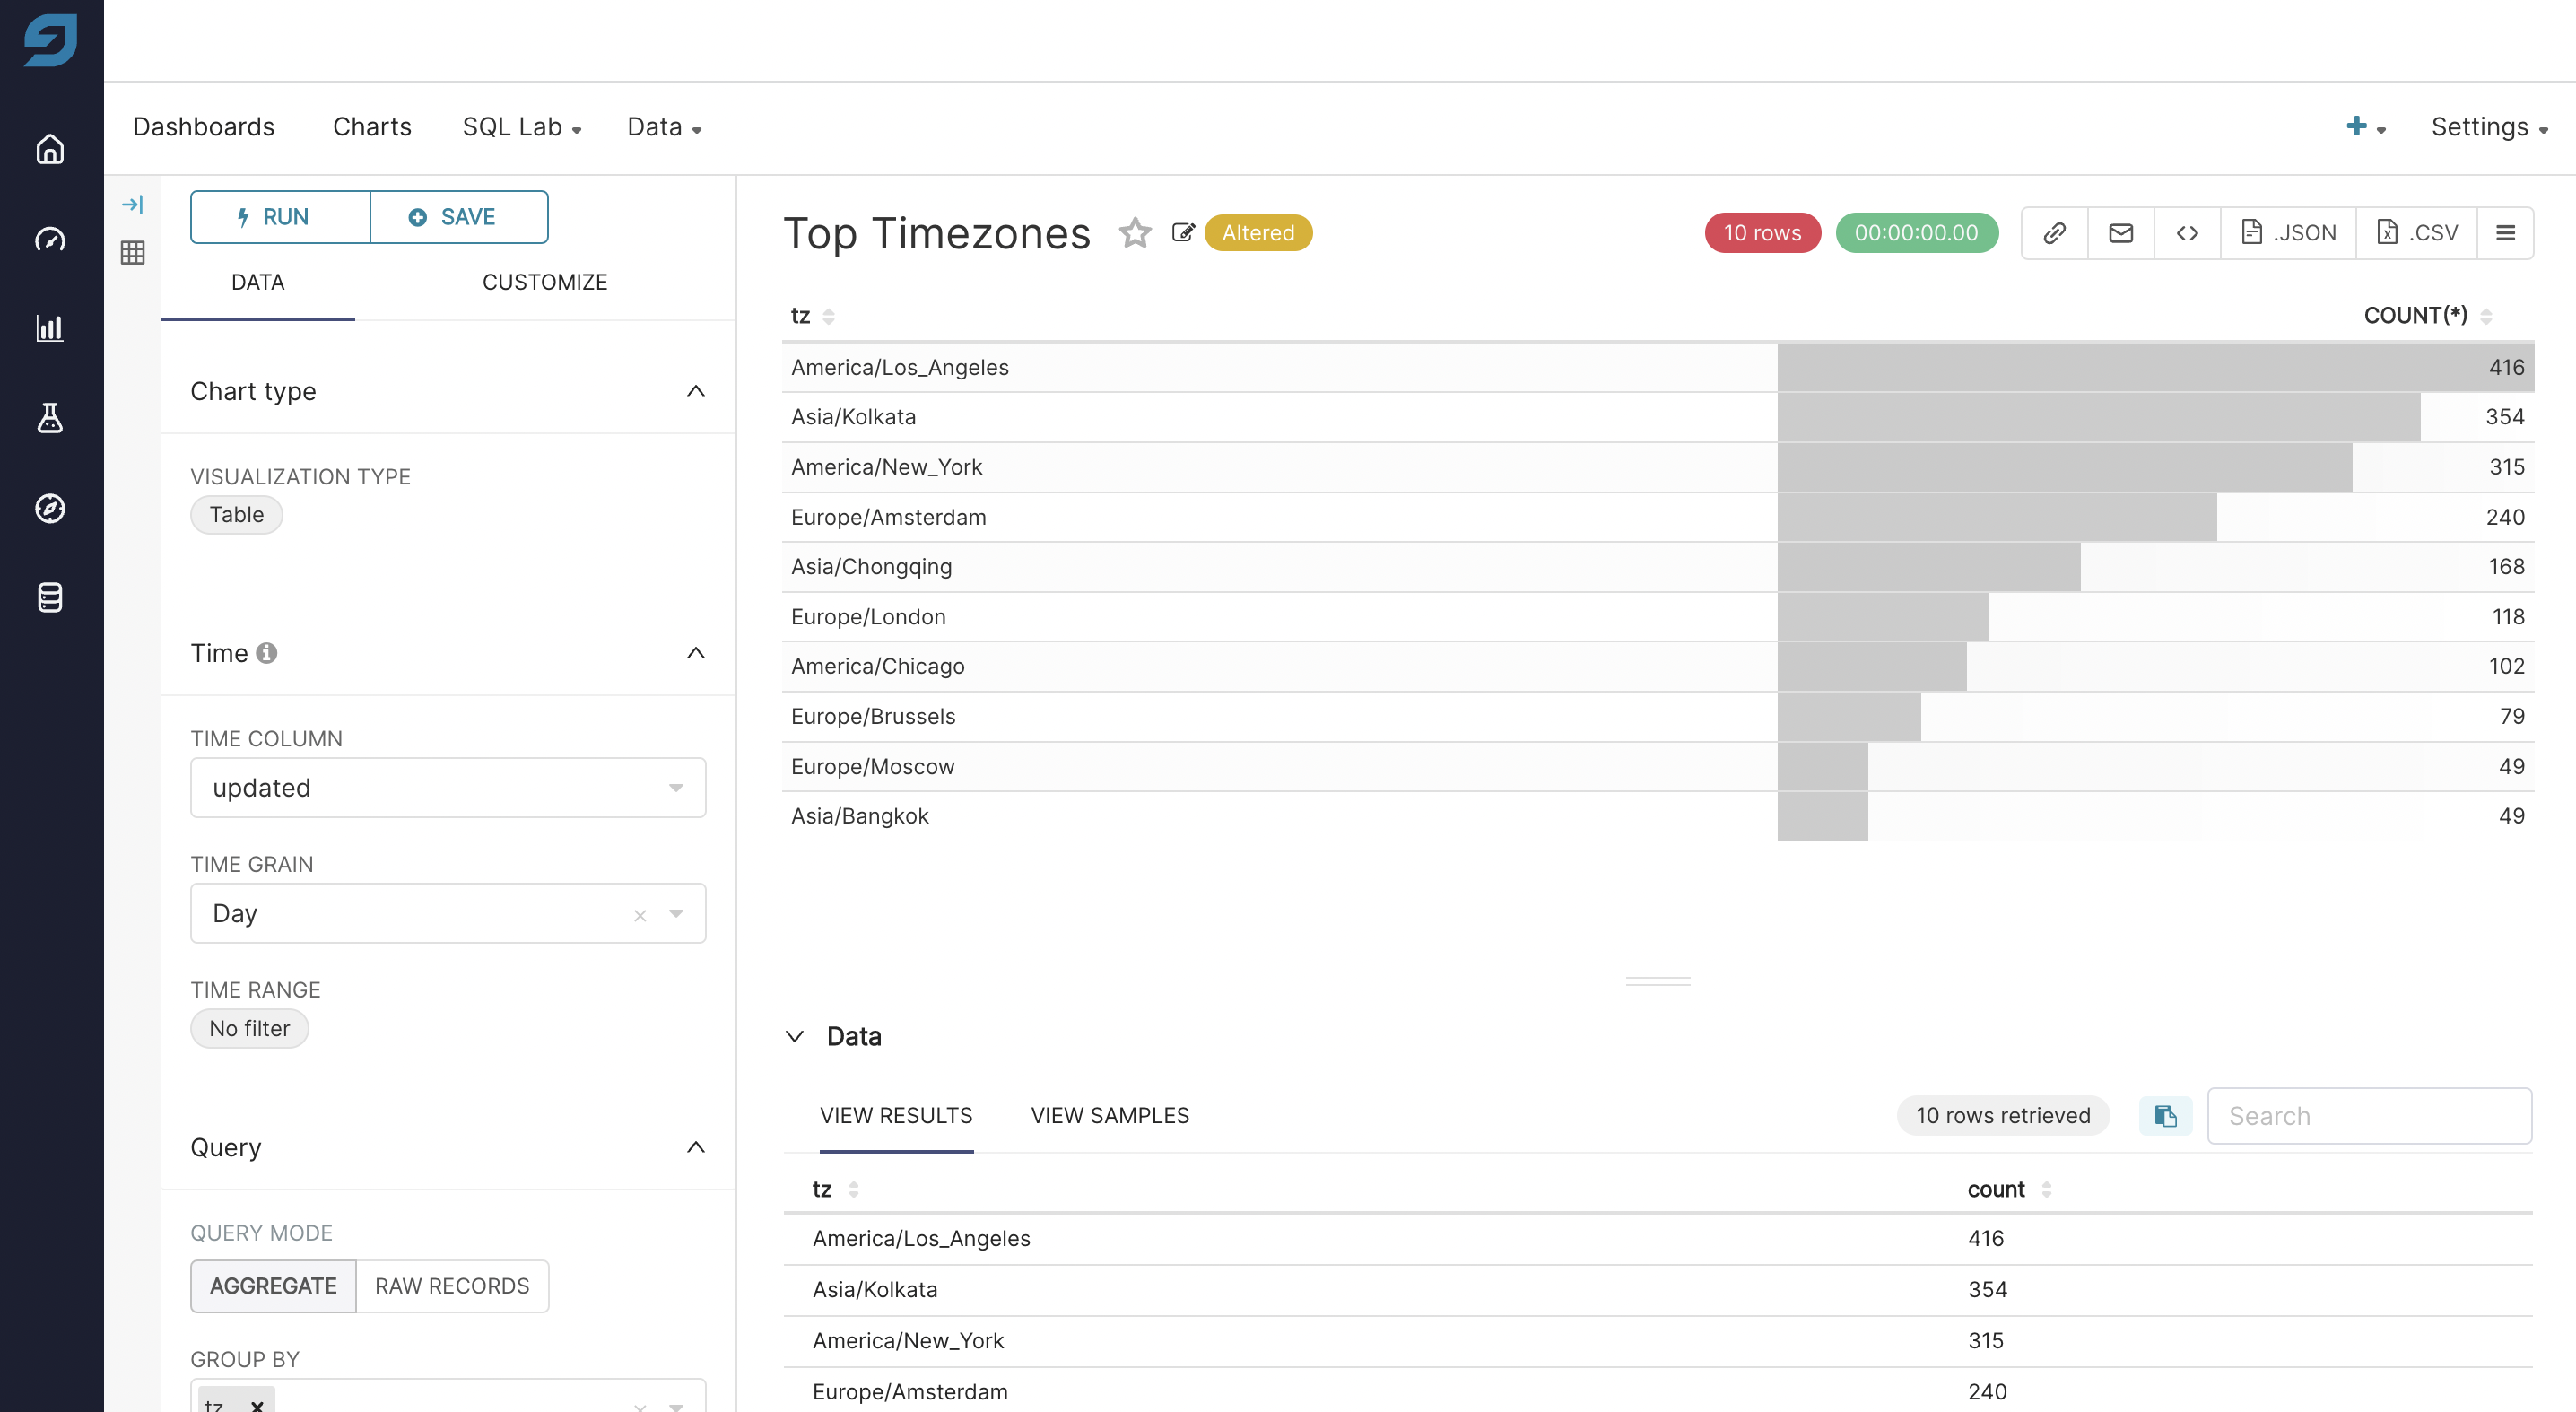 Dashboards Charts SQL Lab Data Settings
RUN SAVE
DATA CUSTOMIZE
Chart type
VISUALIZATION TYPE
Table
Time
TIME COLUMN
updated
TIME GRAIN
Day
TIME RANGE
No filter
Query
QUERY MODE
AGGREGATE RAW RECORDS
GROUP BY
tz
Top Timezones Altered 10 rows 00:00:00.00 .JSON .CSV
tz COUNT(*)
America/Los_Angeles 416
Asia/Kolkata 354
America/New_York 315
Europe/Amsterdam 240
Asia/Chongqing 168
Europe/London 118
America/Chicago 102
Europe/Brussels 79
Europe/Moscow 49
Asia/Bangkok 49
Data
VIEW RESULTS VIEW SAMPLES 10 rows retrieved Search
tz count
America/Los_Angeles 416
Asia/Kolkata 354
America/New_York 315
Europe/Amsterdam 240